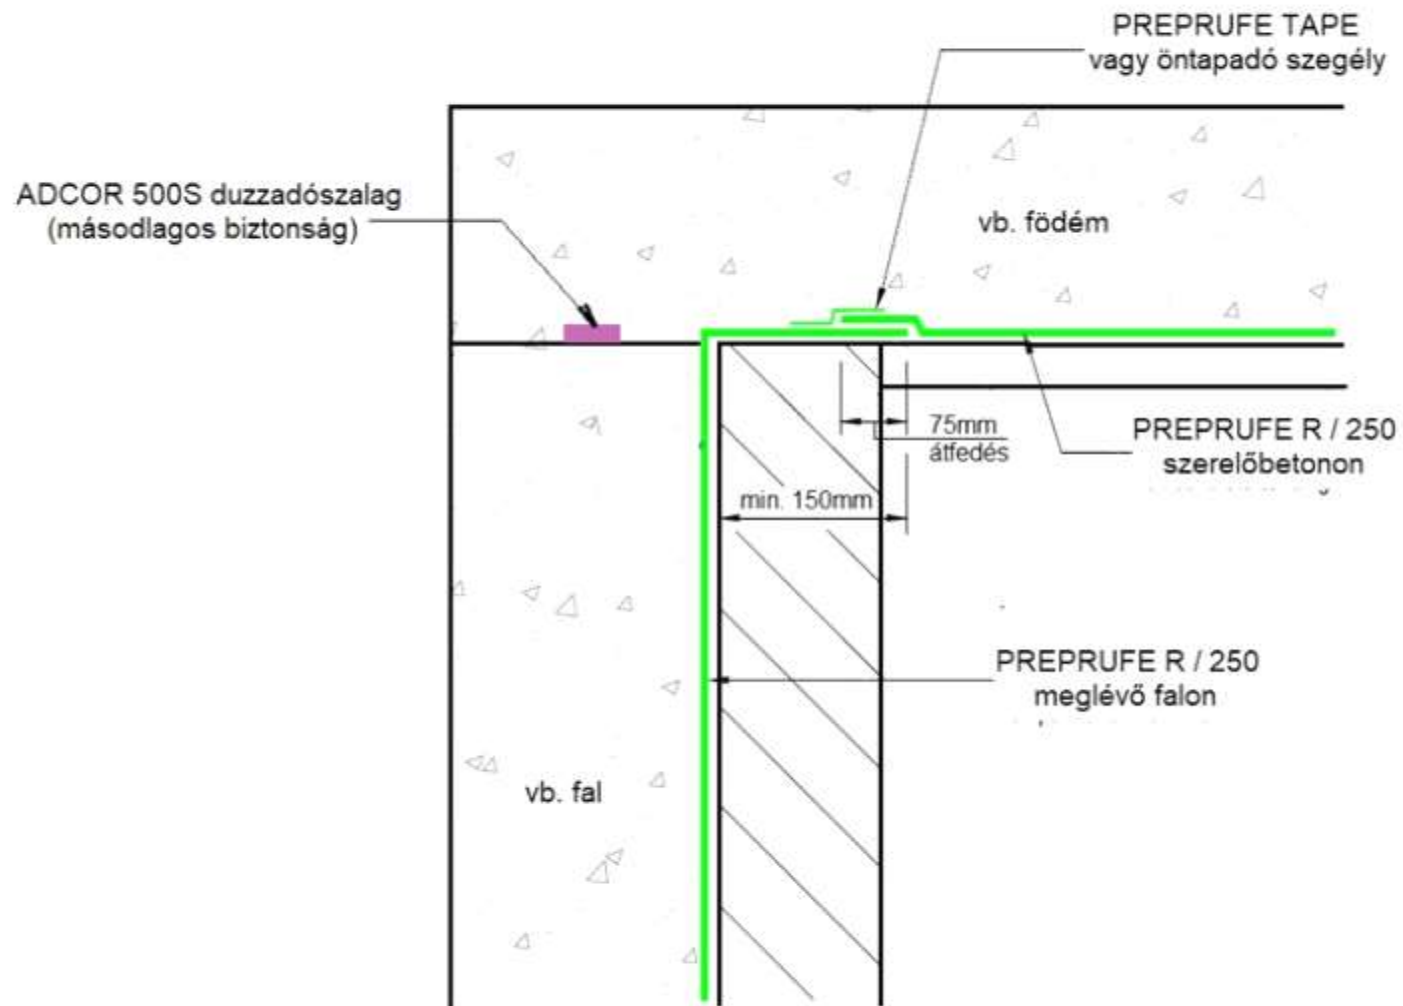 PREPRUFE TAPE
vagy öntapadó szegély
ADCOR 500S duzzadószalag
(másodlagos biztonság)
vb. födém
75mm
átfedés
PREPRUFE R / 250
szerelőbetonon
min. 150mm
PREPRUFE R / 250
meglévő falon
vb. fal